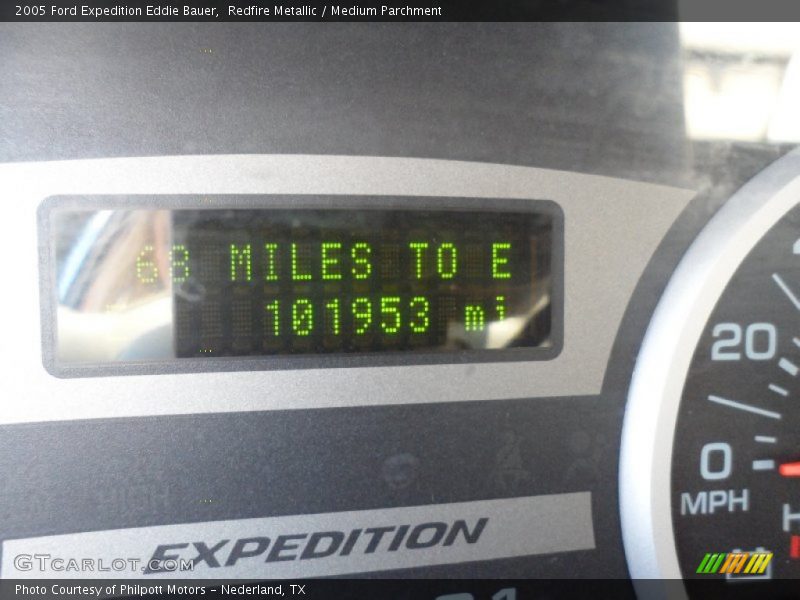 2005 Ford Expedition Eddie Bauer, Redfire Metallic / Medium Parchment
68 MILES TO E
101953 mi
20
0
MPH
H
EXPEDITION
GTcarlot.com
Photo Courtesy of Philpott Motors - Nederland, TX